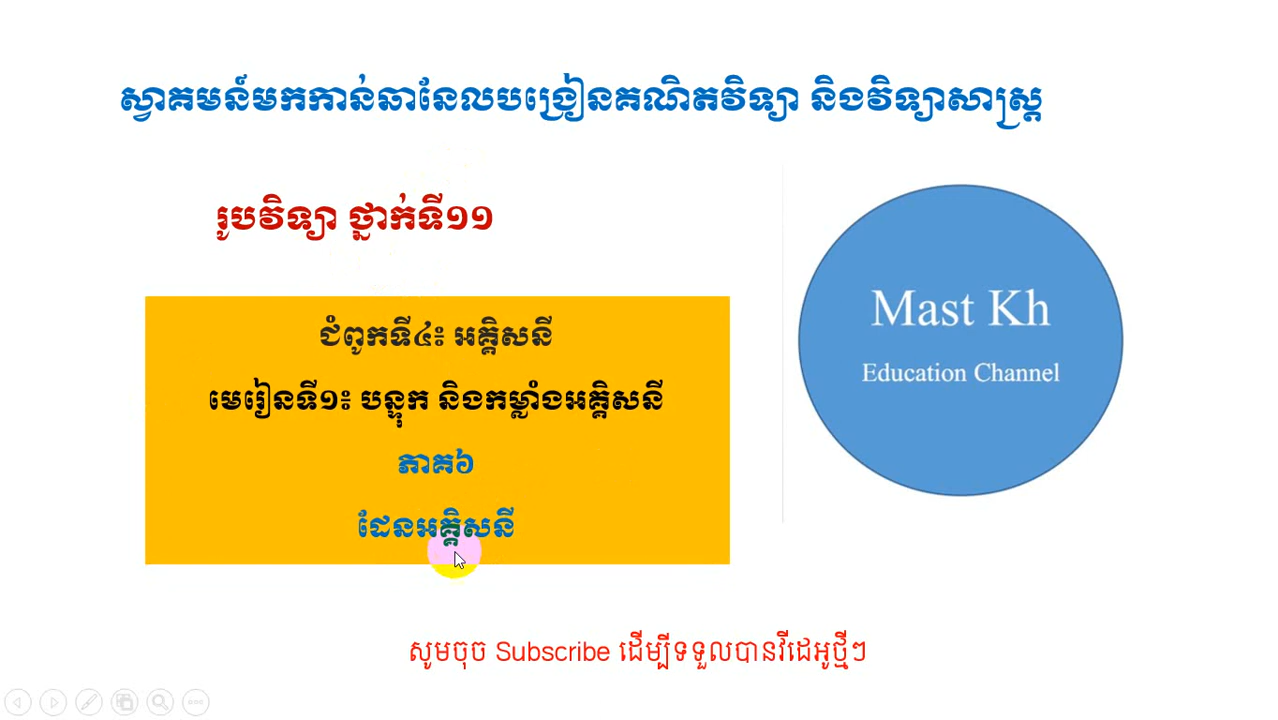 ស្វាគមន៍មកកាន់ឆានែលបង្រៀនគណិតវិទ្យា និងវិទ្យាសាស្ត្រ
រូបវិទ្យា ថ្នាក់ទី១១
ជំពូកទី៤៖ អគ្គិសនី
មេរៀនទី១៖ បន្ទុក និងកម្លាំងអគ្គិសនី
ភាគ៦
ដែនអគ្គិសនី
Mast Kh
Education Channel
សូមចុច Subscribe ដើម្បីទទួលបានវីដេអូថ្មីៗ